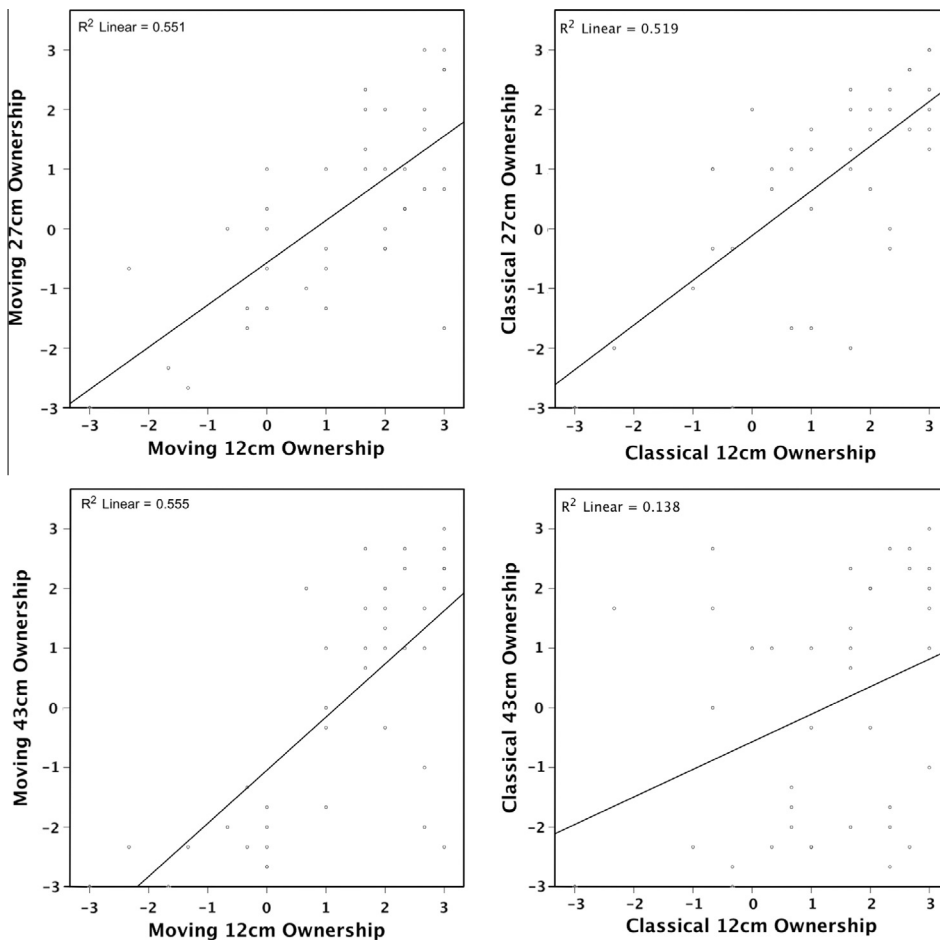 R² Linear = 0.551
3
2
1
0
−1
−2
−3
Moving 27cm Ownership
−3 −2 −1 0 1 2 3
Moving 12cm Ownership
R² Linear = 0.519
3
2
1
0
−1
−2
−3
Classical 27cm Ownership
−3 −2 −1 0 1 2 3
Classical 12cm Ownership
R² Linear = 0.555
3
2
1
0
−1
−2
−3
Moving 43cm Ownership
−3 −2 −1 0 1 2 3
Moving 12cm Ownership
R² Linear = 0.138
3
2
1
0
−1
−2
−3
Classical 43cm Ownership
−3 −2 −1 0 1 2 3
Classical 12cm Ownership